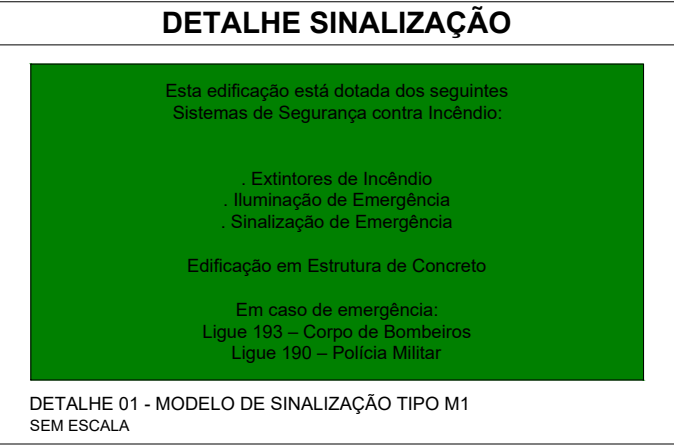 DETALHE SINALIZAÇÃO
Esta edificação está dotada dos seguintes
Sistemas de Segurança contra Incêndio:
. Extintores de Incêndio
. Iluminação de Emergência
. Sinalização de Emergência
Edificação em Estrutura de Concreto
Em caso de emergência:
Ligue 193 – Corpo de Bombeiros
Ligue 190 – Polícia Militar
DETALHE 01 - MODELO DE SINALIZAÇÃO TIPO M1
SEM ESCALA